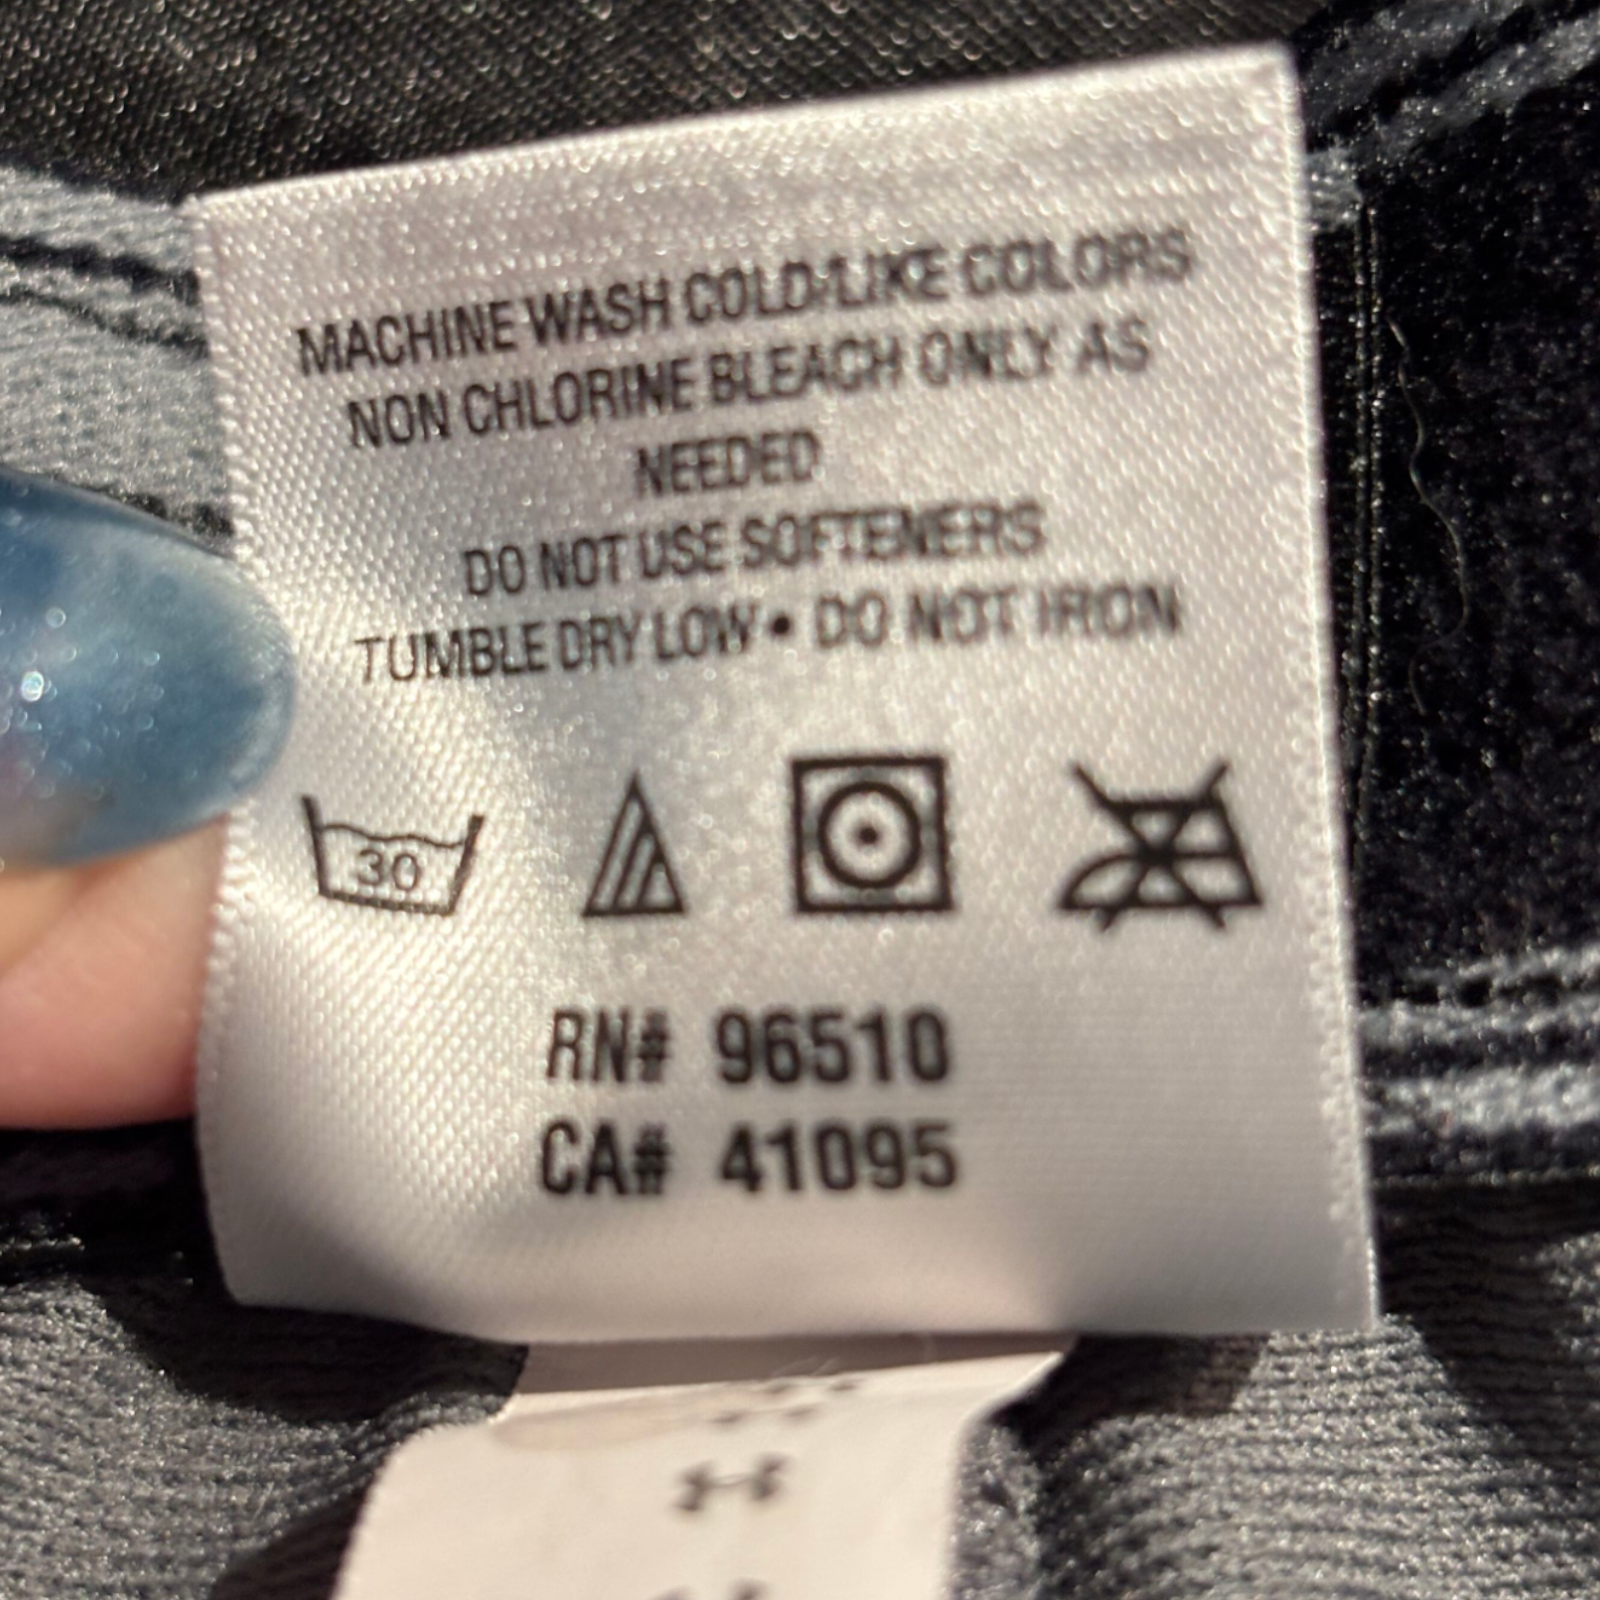 MACHINE WASH COLD/LIKE COLORS
NON CHLORINE BLEACH ONLY AS
NEEDED
DO NOT USE SOFTENERS
TUMBLE DRY LOW • DO NOT IRON
30
RN# 96510
CA# 41095